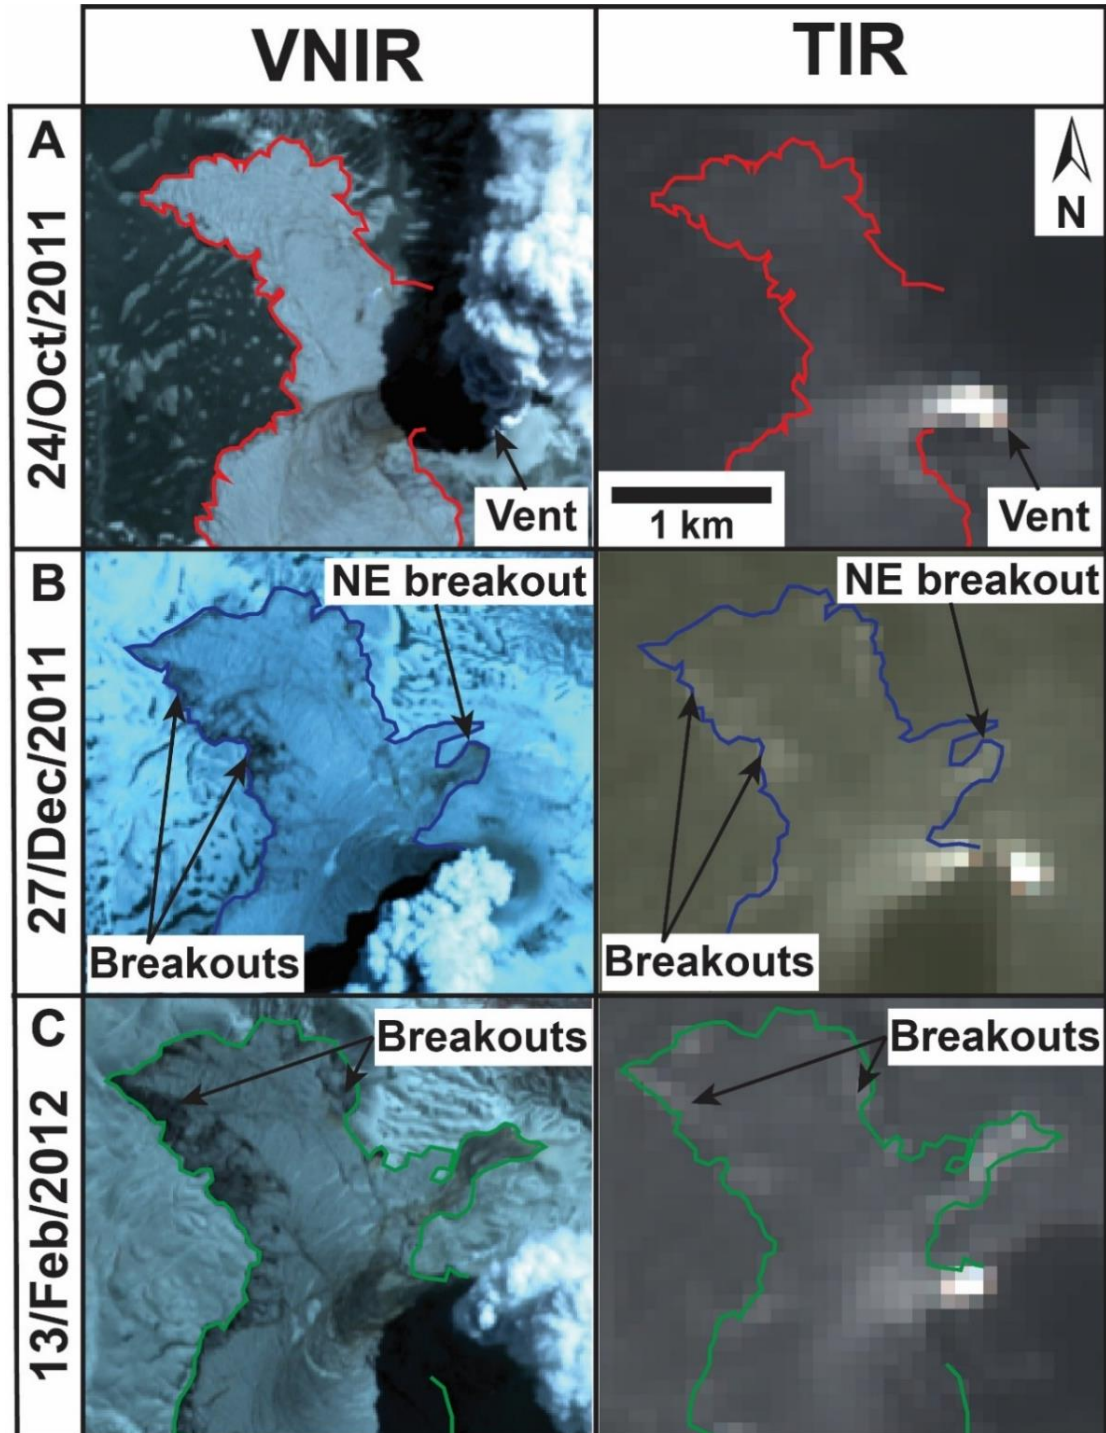 VNIR
TIR
A
24/Oct/2011
Vent
N
1 km
Vent
B
27/Dec/2011
NE breakout
Breakouts
NE breakout
Breakouts
C
13/Feb/2012
Breakouts
Breakouts